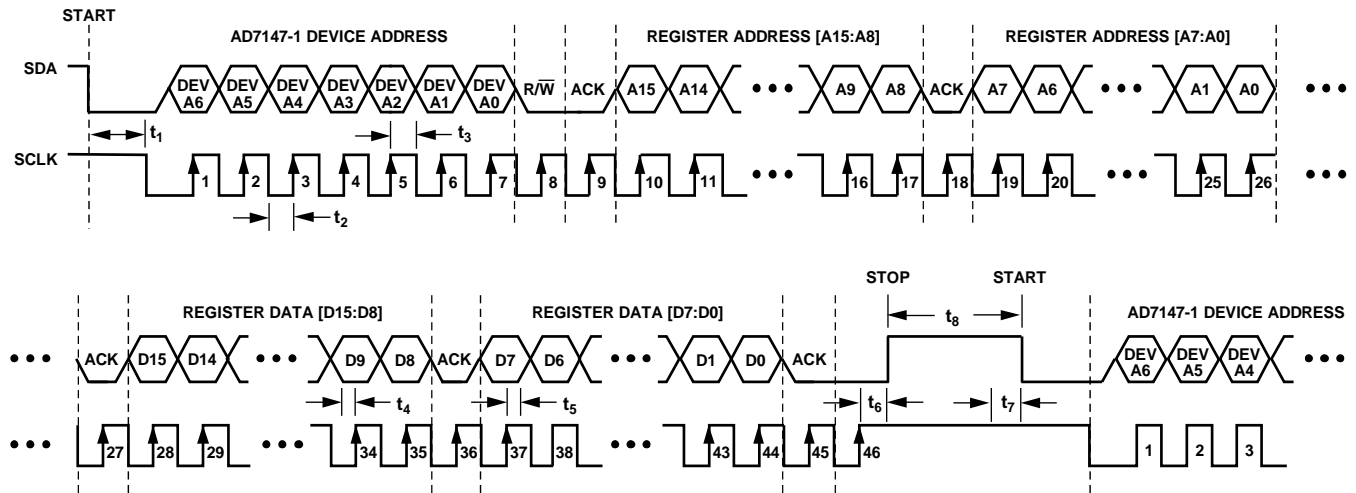 START
AD7147-1 DEVICE ADDRESS REGISTER ADDRESS [A15:A8] REGISTER ADDRESS [A7:A0]
SDA DEV A6 DEV A5 DEV A4 DEV A3 DEV A2 DEV A1 DEV A0 R/W̅ ACK A15 A14 ••• A9 A8 ACK A7 A6 ••• A1 A0 •••
t1 t3
SCLK 1 2 3 4 5 6 7 8 9 10 11 ••• 16 17 18 19 20 ••• 25 26 •••
t2
STOP START
REGISTER DATA [D15:D8] REGISTER DATA [D7:D0] t8 AD7147-1 DEVICE ADDRESS
••• ACK D15 D14 ••• D9 D8 ACK D7 D6 ••• D1 D0 ACK DEV A6 DEV A5 DEV A4 •••
t4 t5 t6 t7
••• 27 28 29 ••• 34 35 36 37 38 ••• 43 44 45 46 1 2 3 •••